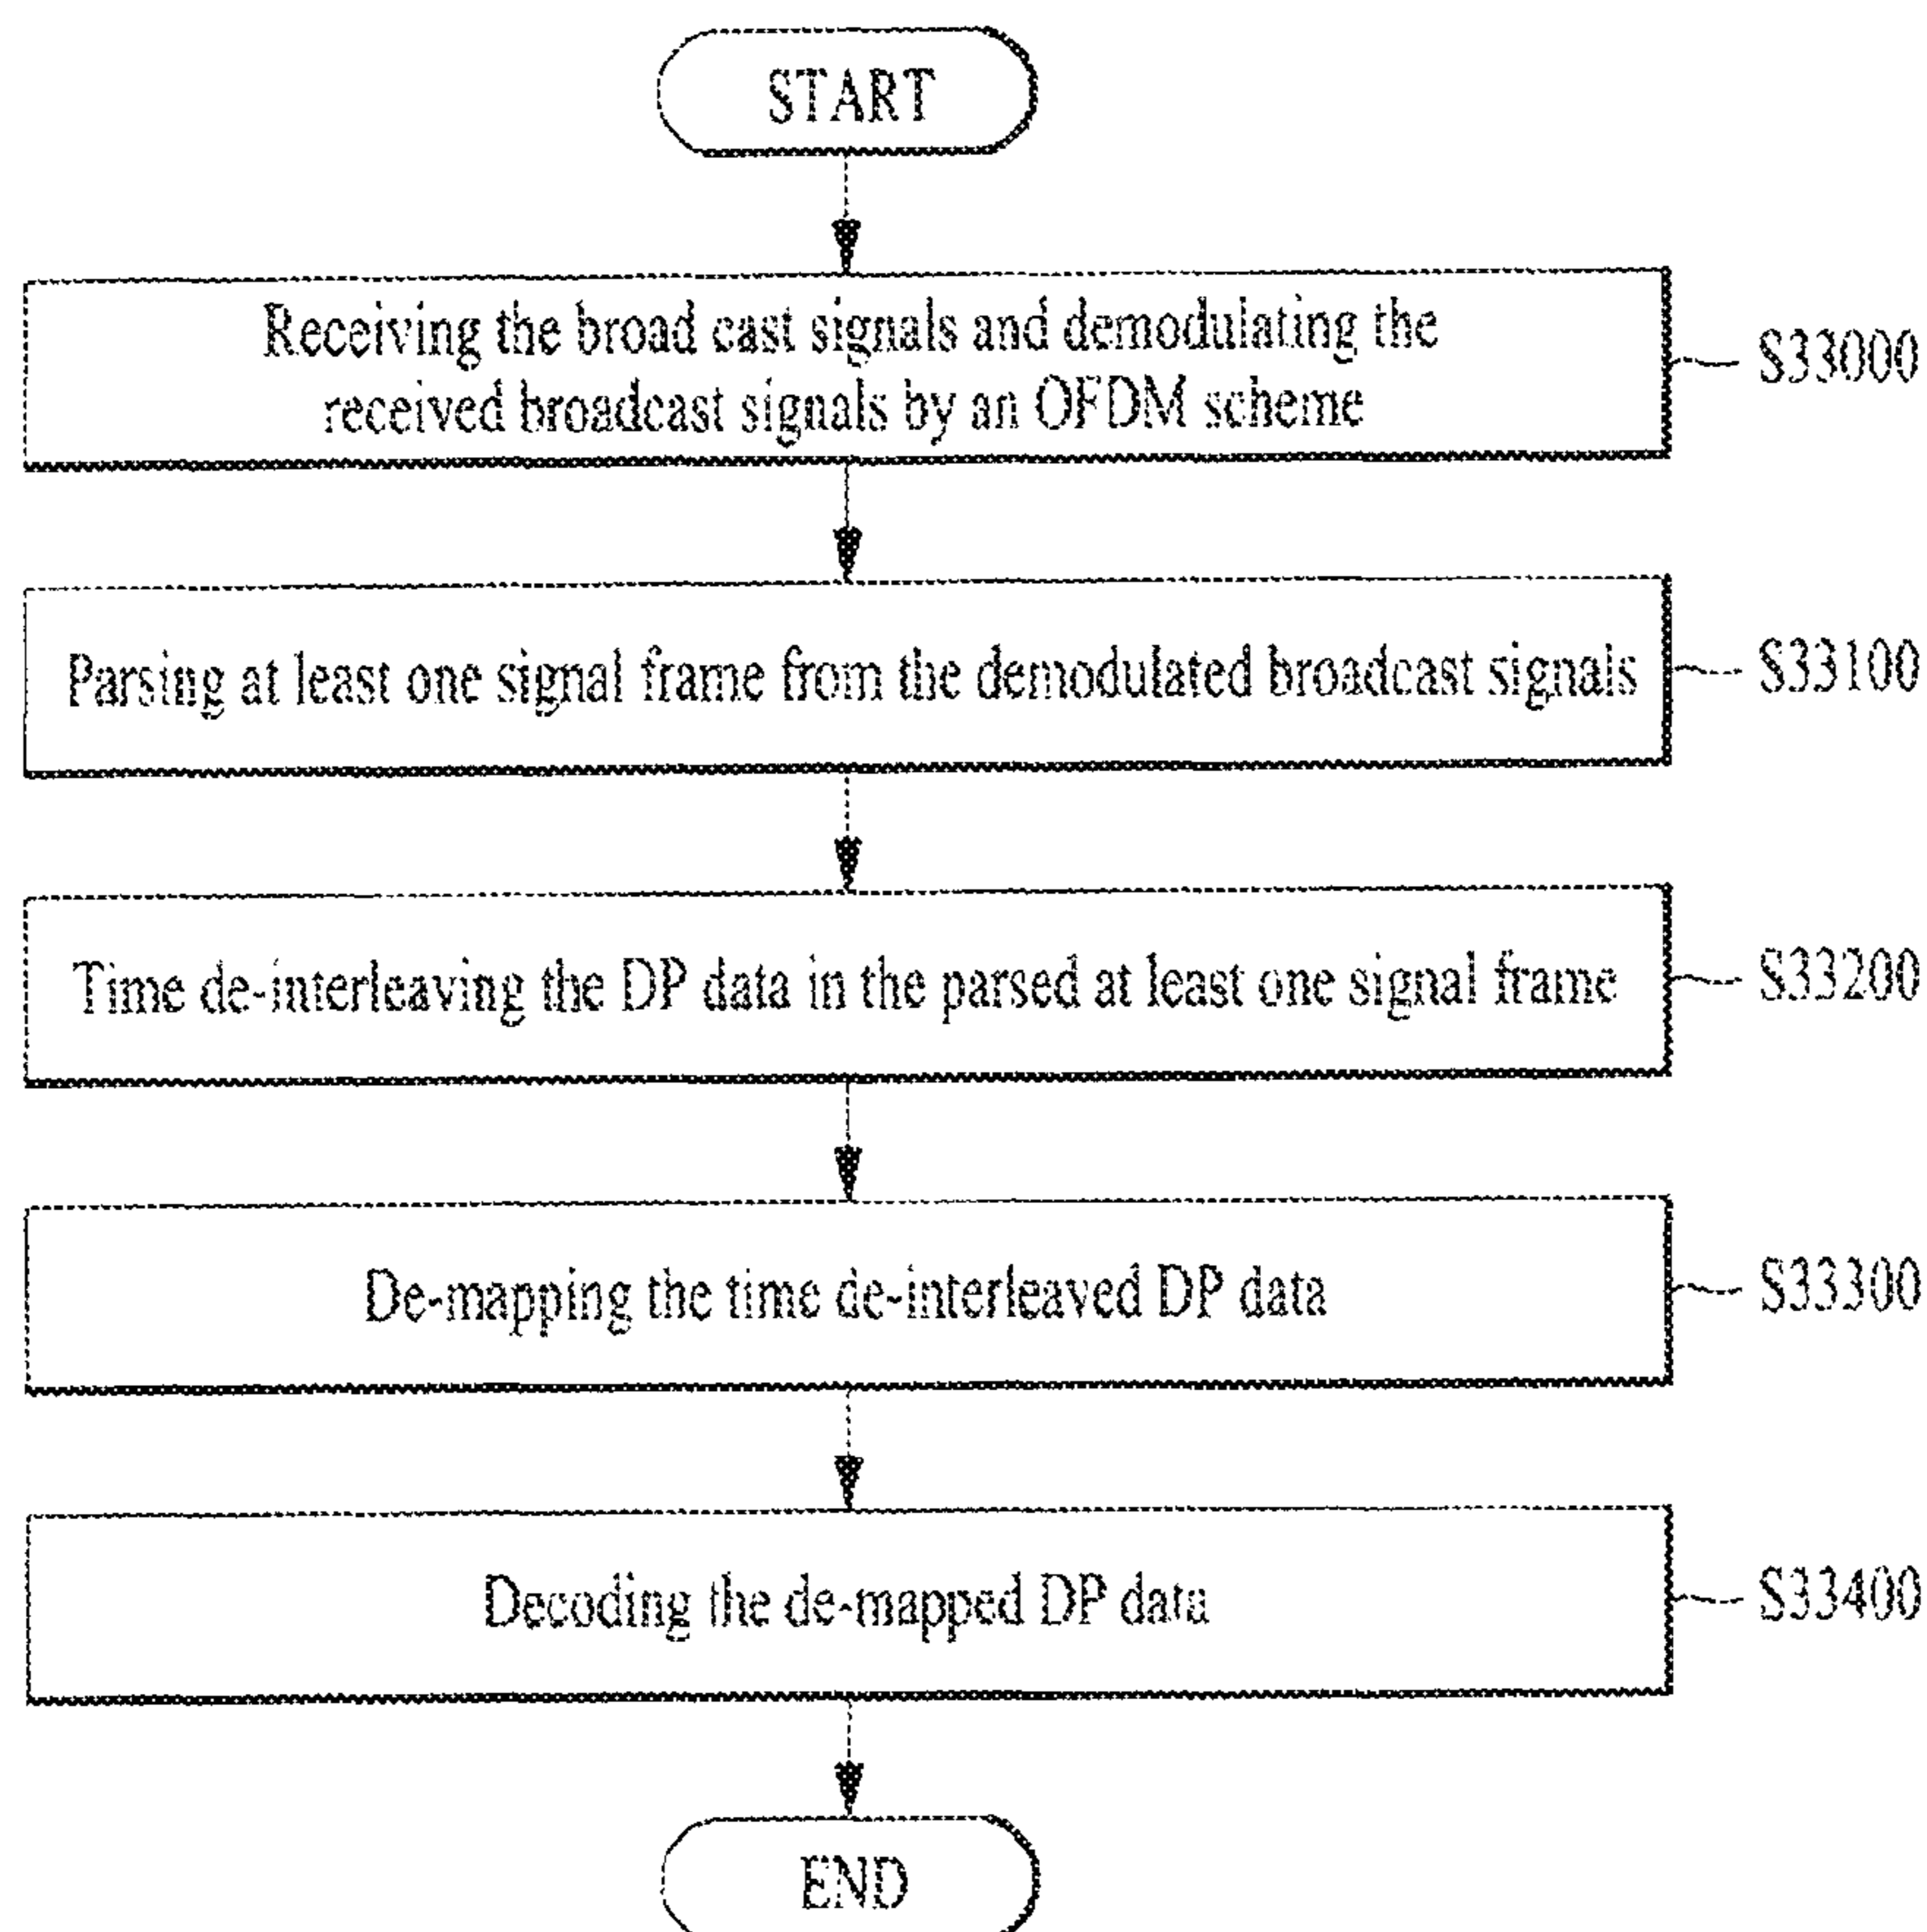 START
Receiving the broad cast signals and demodulating the
received broadcast signals by an OFDM scheme
S33000
Parsing at least one signal frame from the demodulated broadcast signals
S33100
Time de-interleaving the DP data in the parsed at least one signal frame
S33200
De-mapping the time de-interleaved DP data
S33300
Decoding the de-mapped DP data
S33400
END